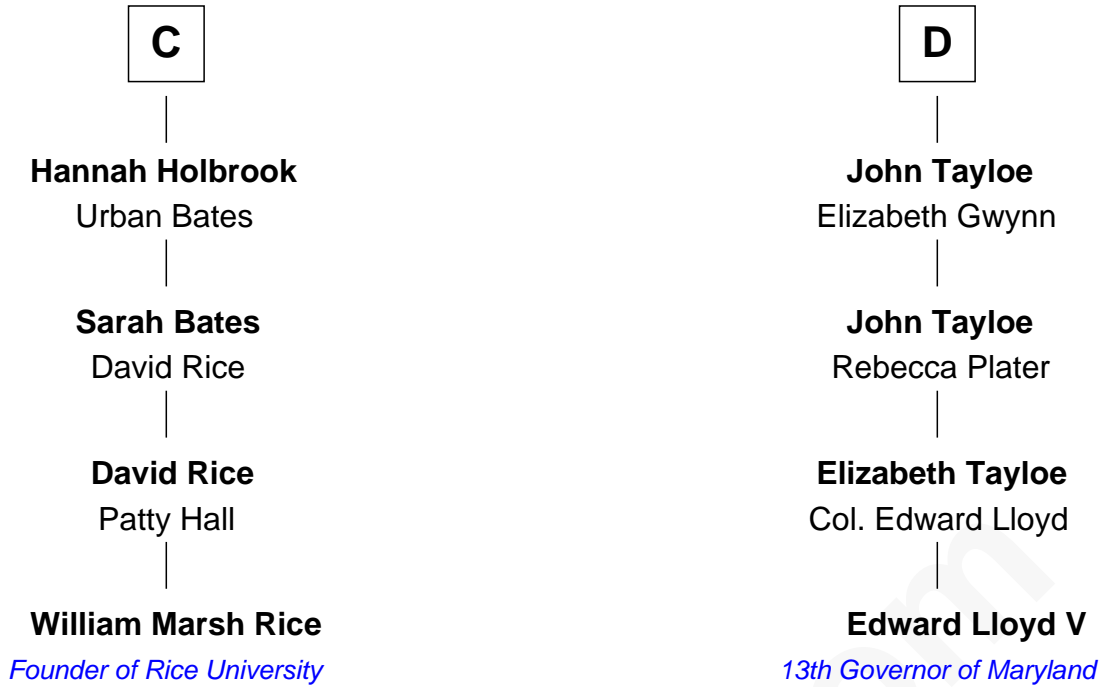 C
Hannah Holbrook
Urban Bates
Sarah Bates
David Rice
David Rice
Patty Hall
William Marsh Rice
Founder of Rice University
D
John Tayloe
Elizabeth Gwynn
John Tayloe
Rebecca Plater
Elizabeth Tayloe
Col. Edward Lloyd
Edward Lloyd V
13th Governor of Maryland